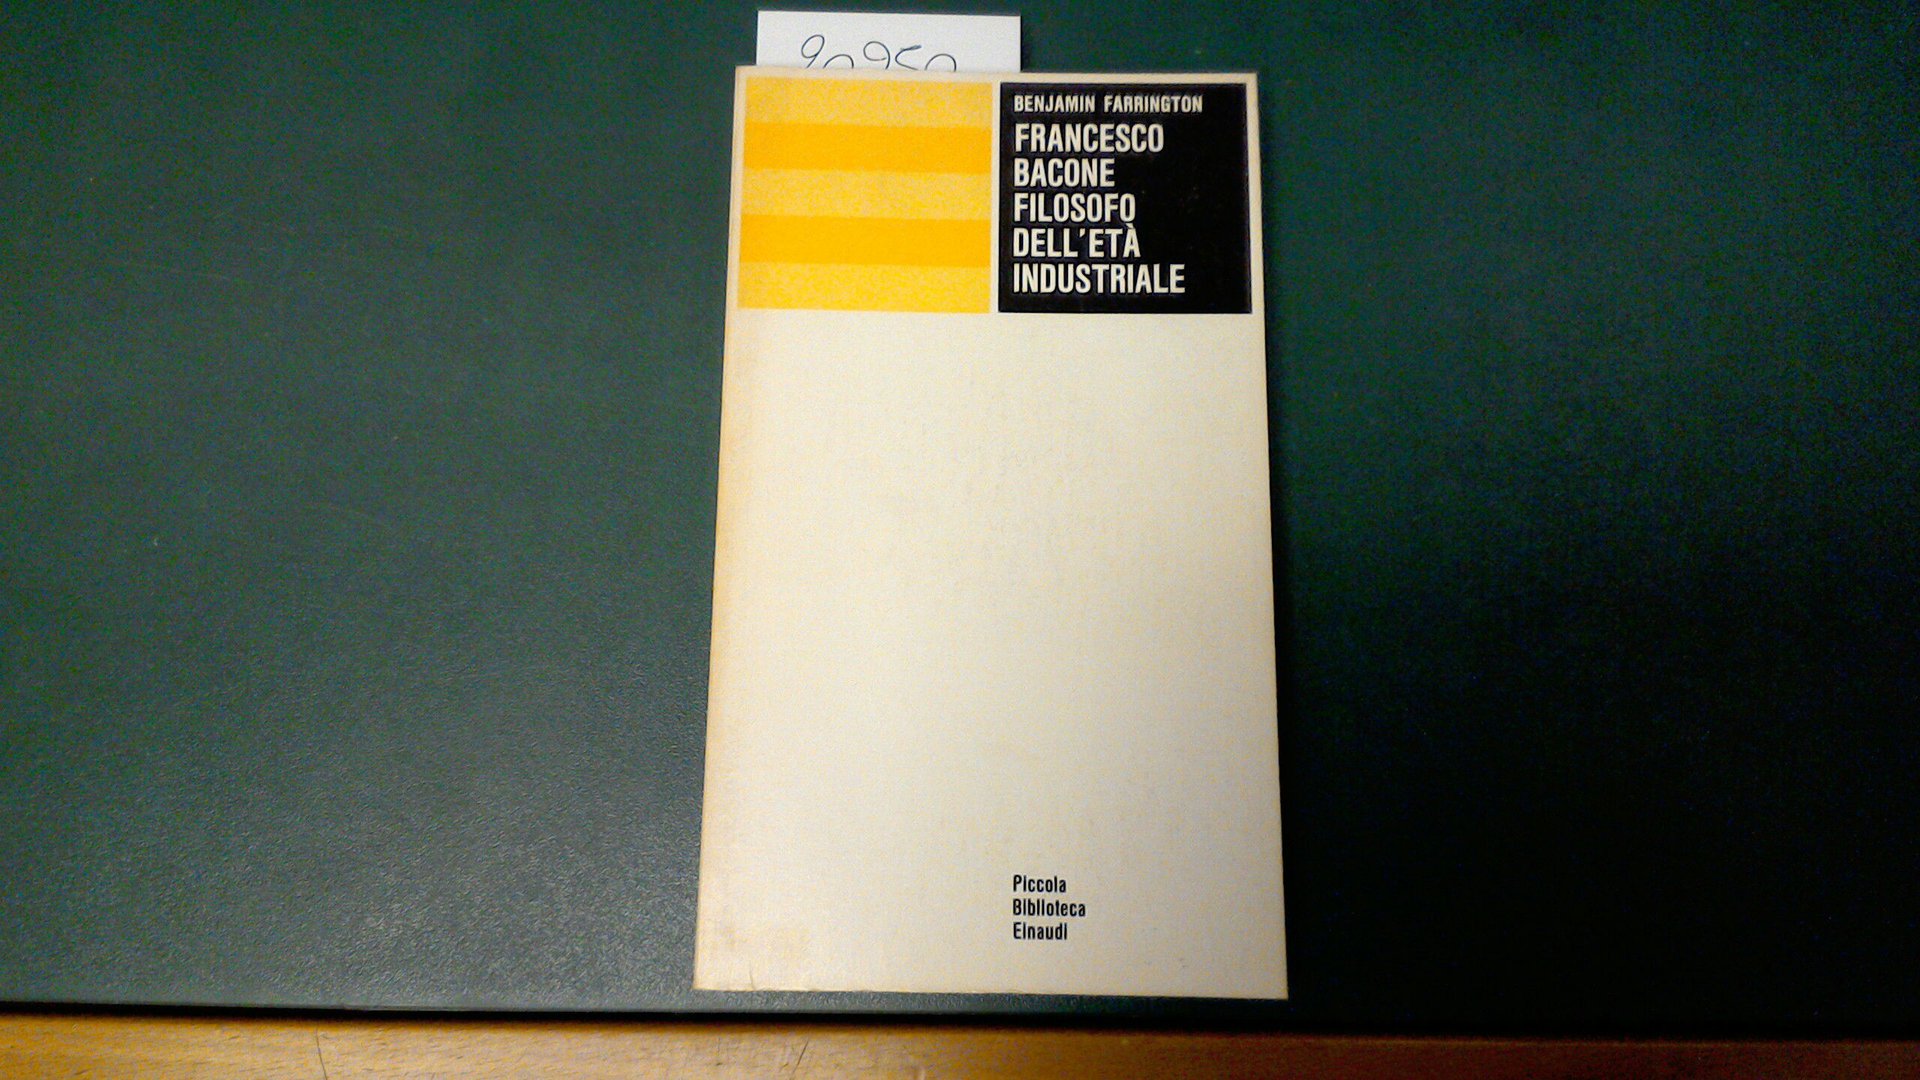 BENJAMIN FARRINGTON
FRANCESCO
BACONE
FILOSOFO
DELL'ETÀ
INDUSTRIALE
Piccola
Biblioteca
Einaudi